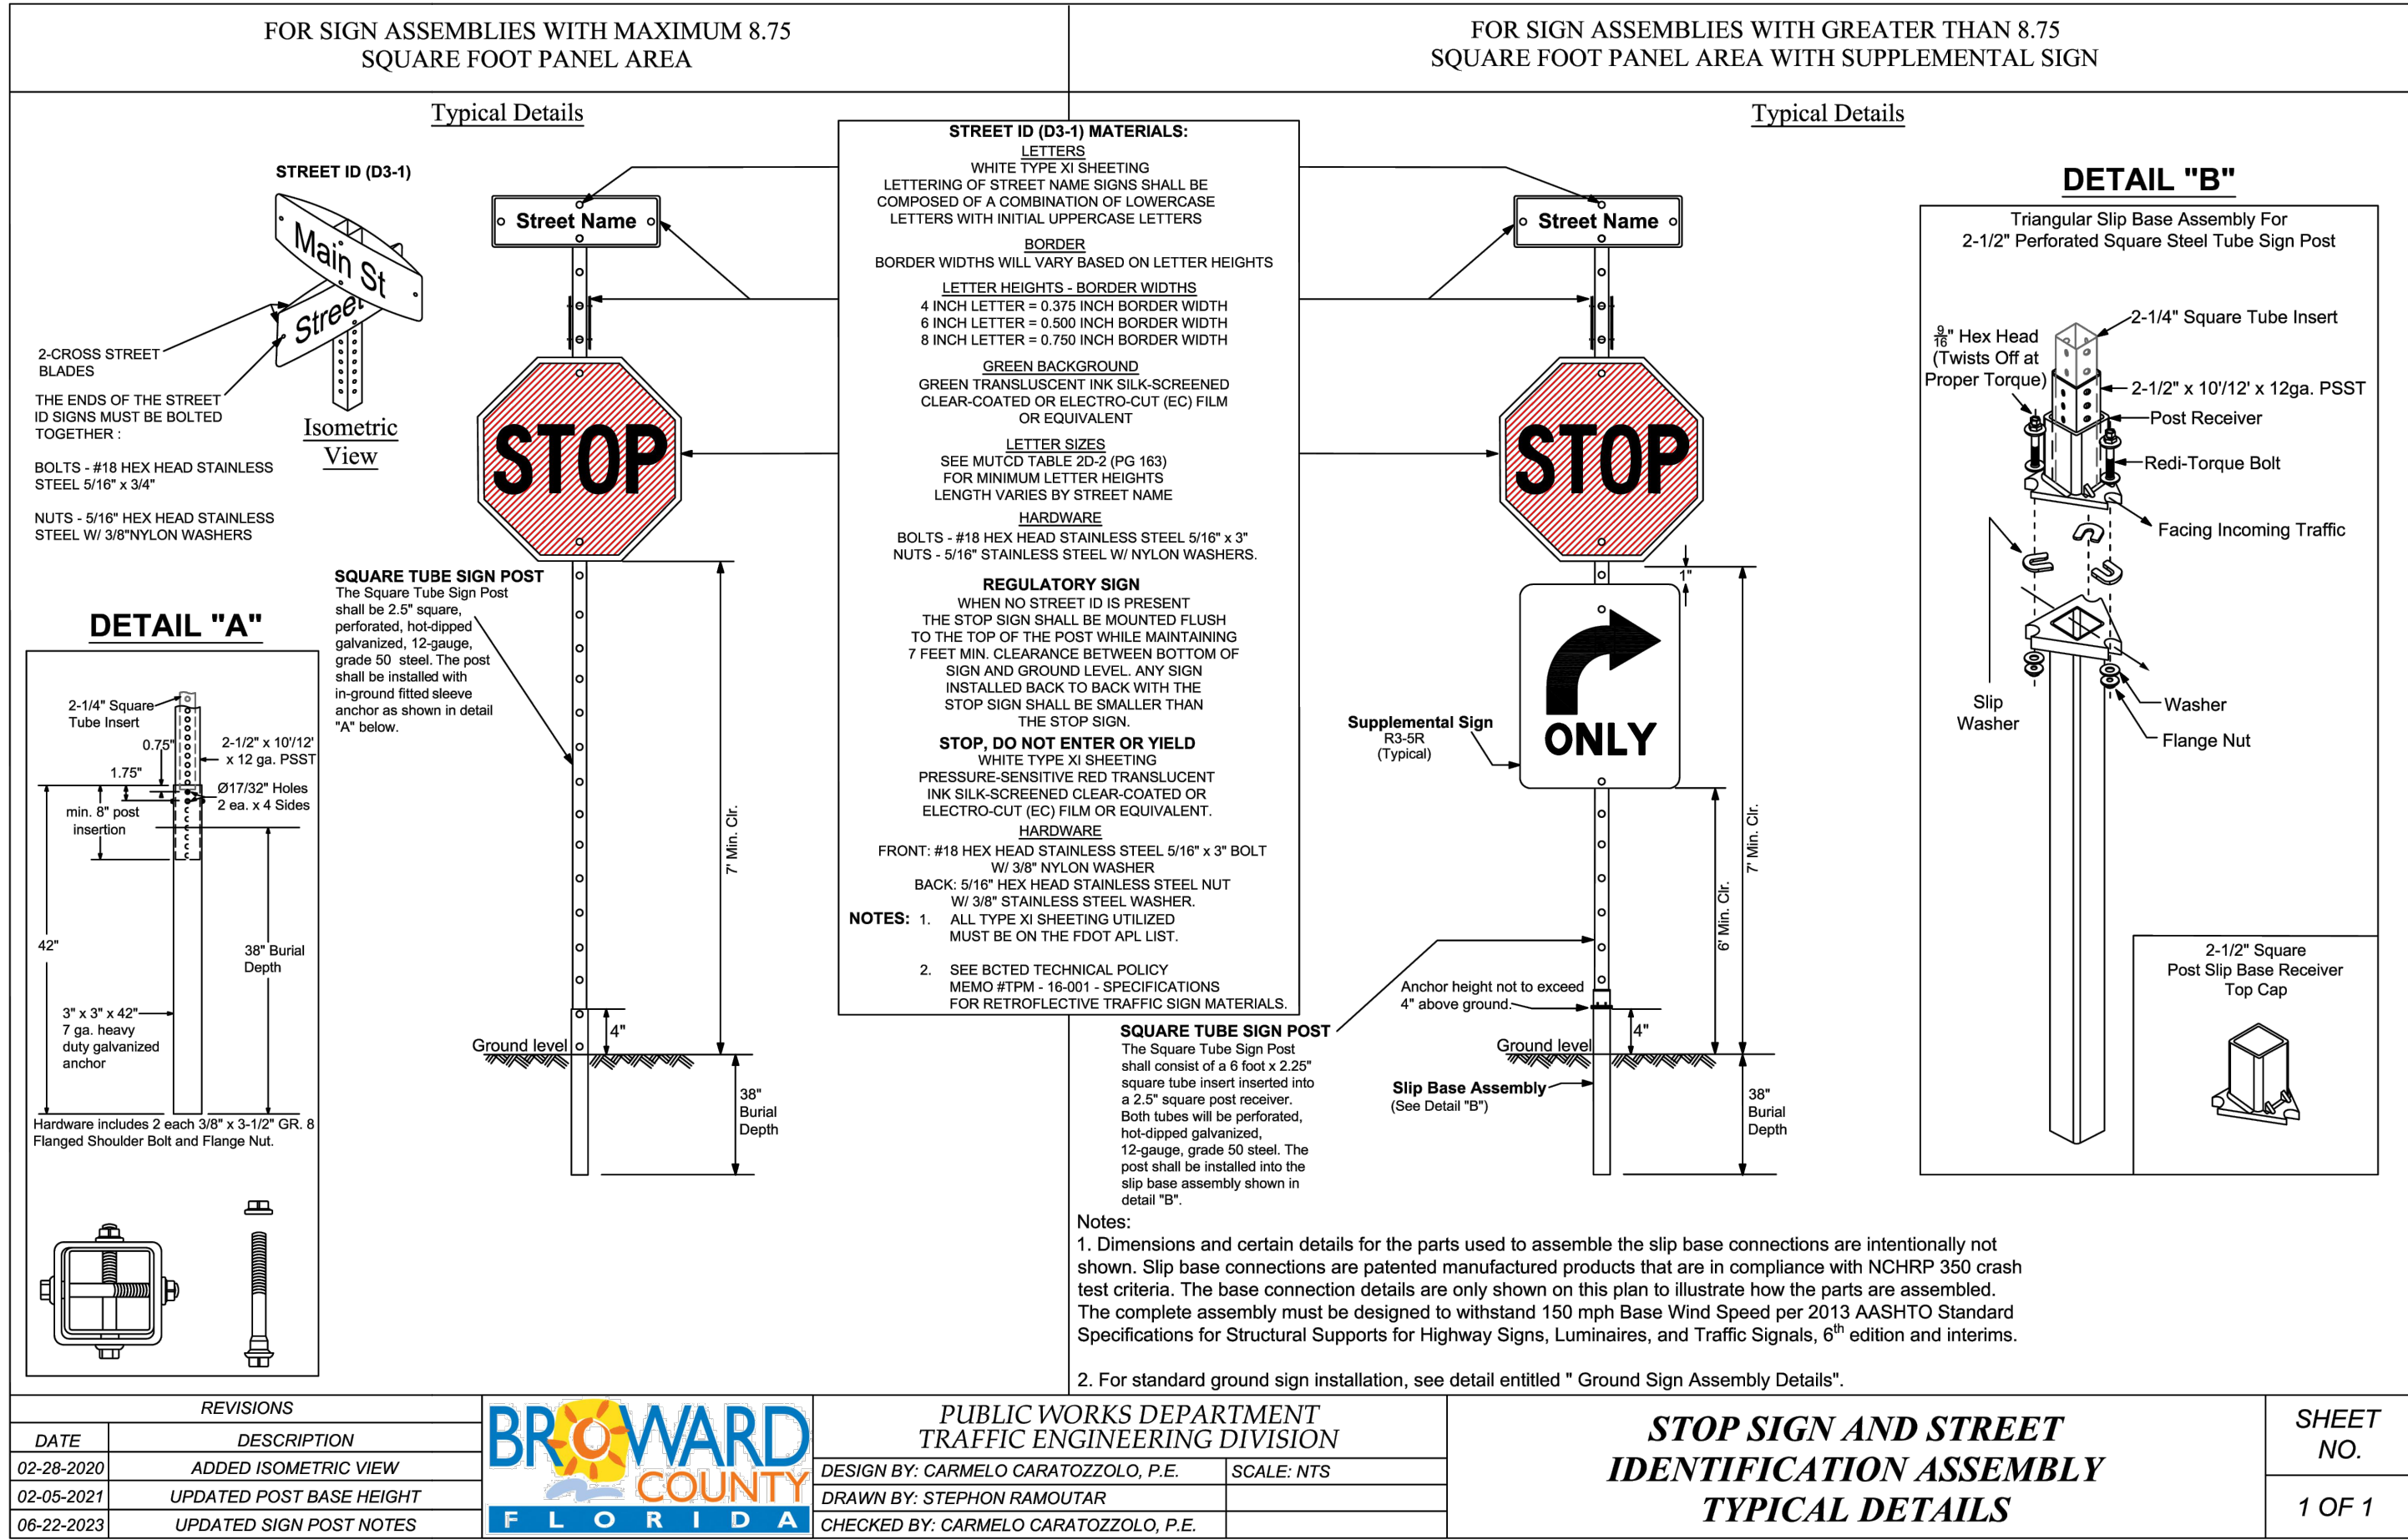 FOR SIGN ASSEMBLIES WITH MAXIMUM 8.75
SQUARE FOOT PANEL AREA
FOR SIGN ASSEMBLIES WITH GREATER THAN 8.75
SQUARE FOOT PANEL AREA WITH SUPPLEMENTAL SIGN
Typical Details
STREET ID (D3-1)
Main St
Street
2-CROSS STREET
BLADES
THE ENDS OF THE STREET
ID SIGNS MUST BE BOLTED
TOGETHER :
BOLTS - #18 HEX HEAD STAINLESS
STEEL 5/16" x 3/4"
NUTS - 5/16" HEX HEAD STAINLESS
STEEL W/ 3/8"NYLON WASHERS
Isometric
View
Street Name
STOP
SQUARE TUBE SIGN POST
The Square Tube Sign Post
shall be 2.5" square,
perforated, hot-dipped
galvanized, 12-gauge,
grade 50 steel. The post
shall be installed with
in-ground fitted sleeve
anchor as shown in detail
"A" below.
7' Min. Clr.
4"
Ground level
38"
Burial
Depth
DETAIL "A"
2-1/4" Square
Tube Insert
0.75"
2-1/2" x 10'/12'
x 12 ga. PSST
1.75"
Ø17/32" Holes
2 ea. x 4 Sides
min. 8" post
insertion
42"
38" Burial
Depth
3" x 3" x 42"
7 ga. heavy
duty galvanized
anchor
Hardware includes 2 each 3/8" x 3-1/2" GR. 8
Flanged Shoulder Bolt and Flange Nut.
STREET ID (D3-1) MATERIALS:
LETTERS
WHITE TYPE XI SHEETING
LETTERING OF STREET NAME SIGNS SHALL BE
COMPOSED OF A COMBINATION OF LOWERCASE
LETTERS WITH INITIAL UPPERCASE LETTERS
BORDER
BORDER WIDTHS WILL VARY BASED ON LETTER HEIGHTS
LETTER HEIGHTS - BORDER WIDTHS
4 INCH LETTER = 0.375 INCH BORDER WIDTH
6 INCH LETTER = 0.500 INCH BORDER WIDTH
8 INCH LETTER = 0.750 INCH BORDER WIDTH
GREEN BACKGROUND
GREEN TRANSLUSCENT INK SILK-SCREENED
CLEAR-COATED OR ELECTRO-CUT (EC) FILM
OR EQUIVALENT
LETTER SIZES
SEE MUTCD TABLE 2D-2 (PG 163)
FOR MINIMUM LETTER HEIGHTS
LENGTH VARIES BY STREET NAME
HARDWARE
BOLTS - #18 HEX HEAD STAINLESS STEEL 5/16" x 3"
NUTS - 5/16" STAINLESS STEEL W/ NYLON WASHERS.
REGULATORY SIGN
WHEN NO STREET ID IS PRESENT
THE STOP SIGN SHALL BE MOUNTED FLUSH
TO THE TOP OF THE POST WHILE MAINTAINING
7 FEET MIN. CLEARANCE BETWEEN BOTTOM OF
SIGN AND GROUND LEVEL. ANY SIGN
INSTALLED BACK TO BACK WITH THE
STOP SIGN SHALL BE SMALLER THAN
THE STOP SIGN.
STOP, DO NOT ENTER OR YIELD
WHITE TYPE XI SHEETING
PRESSURE-SENSITIVE RED TRANSLUCENT
INK SILK-SCREENED CLEAR-COATED OR
ELECTRO-CUT (EC) FILM OR EQUIVALENT.
HARDWARE
FRONT: #18 HEX HEAD STAINLESS STEEL 5/16" x 3" BOLT
W/ 3/8" NYLON WASHER
BACK: 5/16" HEX HEAD STAINLESS STEEL NUT
W/ 3/8" STAINLESS STEEL WASHER.
NOTES: 1. ALL TYPE XI SHEETING UTILIZED
MUST BE ON THE FDOT APL LIST.
2. SEE BCTED TECHNICAL POLICY
MEMO #TPM - 16-001 - SPECIFICATIONS
FOR RETROFLECTIVE TRAFFIC SIGN MATERIALS.
Typical Details
Street Name
STOP
1"
ONLY
Supplemental Sign
R3-5R
(Typical)
7' Min. Clr.
6' Min. Clr.
Anchor height not to exceed
4" above ground.
4"
Ground level
Slip Base Assembly
(See Detail "B")
38"
Burial
Depth
SQUARE TUBE SIGN POST
The Square Tube Sign Post
shall consist of a 6 foot x 2.25"
square tube insert inserted into
a 2.5" square post receiver.
Both tubes will be perforated,
hot-dipped galvanized,
12-gauge, grade 50 steel. The
post shall be installed into the
slip base assembly shown in
detail "B".
DETAIL "B"
Triangular Slip Base Assembly For
2-1/2" Perforated Square Steel Tube Sign Post
9/16" Hex Head
(Twists Off at
Proper Torque)
2-1/4" Square Tube Insert
2-1/2" x 10'/12' x 12ga. PSST
Post Receiver
Redi-Torque Bolt
Facing Incoming Traffic
Slip
Washer
Washer
Flange Nut
2-1/2" Square
Post Slip Base Receiver
Top Cap
Notes:
1. Dimensions and certain details for the parts used to assemble the slip base connections are intentionally not
shown. Slip base connections are patented manufactured products that are in compliance with NCHRP 350 crash
test criteria. The base connection details are only shown on this plan to illustrate how the parts are assembled.
The complete assembly must be designed to withstand 150 mph Base Wind Speed per 2013 AASHTO Standard
Specifications for Structural Supports for Highway Signs, Luminaires, and Traffic Signals, 6th edition and interims.
2. For standard ground sign installation, see detail entitled " Ground Sign Assembly Details".
REVISIONS
DATE DESCRIPTION
02-28-2020 ADDED ISOMETRIC VIEW
02-05-2021 UPDATED POST BASE HEIGHT
06-22-2023 UPDATED SIGN POST NOTES
BROWARD
COUNTY
FLORIDA
PUBLIC WORKS DEPARTMENT
TRAFFIC ENGINEERING DIVISION
DESIGN BY: CARMELO CARATOZZOLO, P.E. SCALE: NTS
DRAWN BY: STEPHON RAMOUTAR
CHECKED BY: CARMELO CARATOZZOLO, P.E.
STOP SIGN AND STREET
IDENTIFICATION ASSEMBLY
TYPICAL DETAILS
SHEET
NO.
1 OF 1